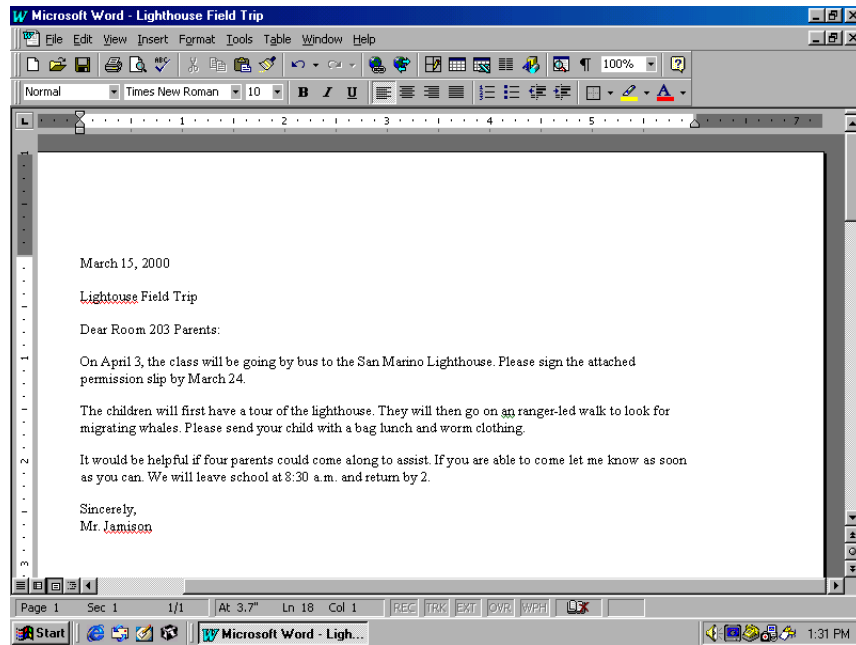 Microsoft Word - Lighthouse Field Trip
File Edit View Insert Format Tools Table Window Help
100%
Normal Times New Roman 10 B I U A
1 2 3 4 5 7
March 15, 2000
Lightouse Field Trip
Dear Room 203 Parents:
On April 3, the class will be going by bus to the San Marino Lighthouse. Please sign the attached
permission slip by March 24.
The children will first have a tour of the lighthouse. They will then go on an ranger-led walk to look for
migrating whales. Please send your child with a bag lunch and worm clothing.
It would be helpful if four parents could come along to assist. If you are able to come let me know as soon
as you can. We will leave school at 8:30 a.m. and return by 2.
Sincerely,
Mr. Jamison
Page 1 Sec 1 1/1 At 3.7" Ln 18 Col 1 REC TRK EXT OVR WPH
Start Microsoft Word - Ligh... 1:31 PM